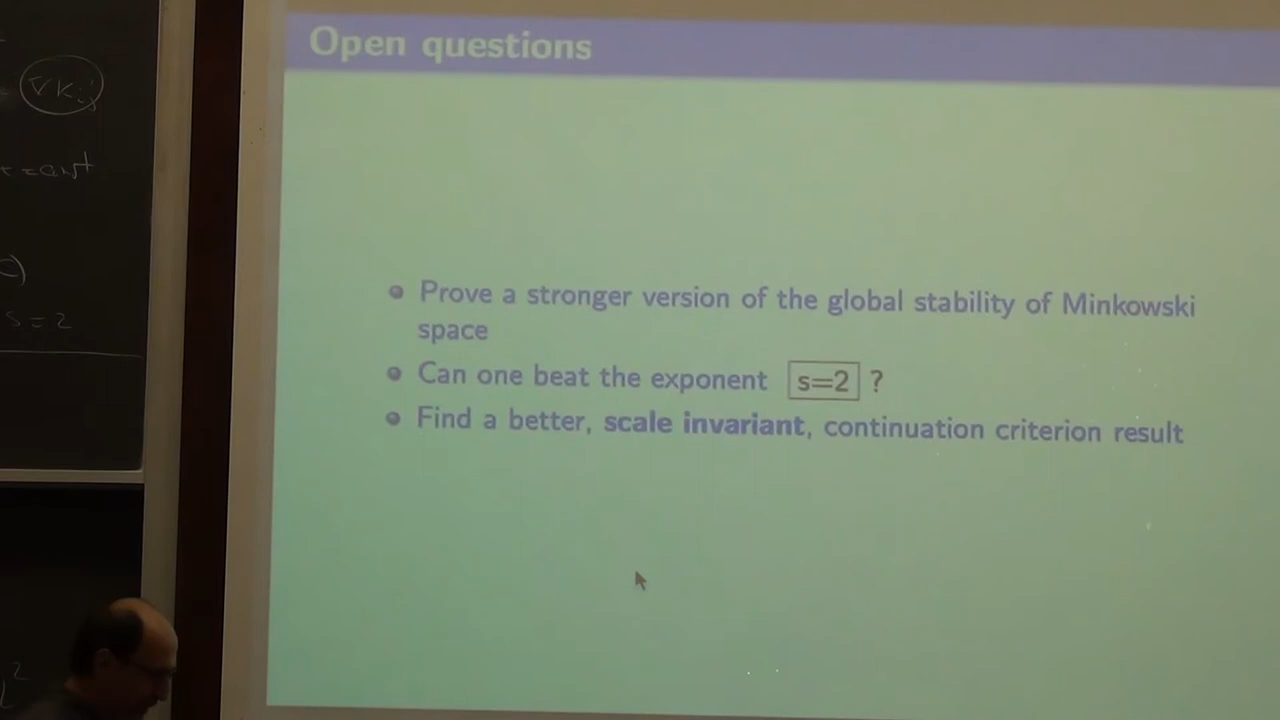 Open questions
Prove a stronger version of the global stability of Minkowski
space
Can one beat the exponent s=2 ?
Find a better, scale invariant, continuation criterion result
s = 2